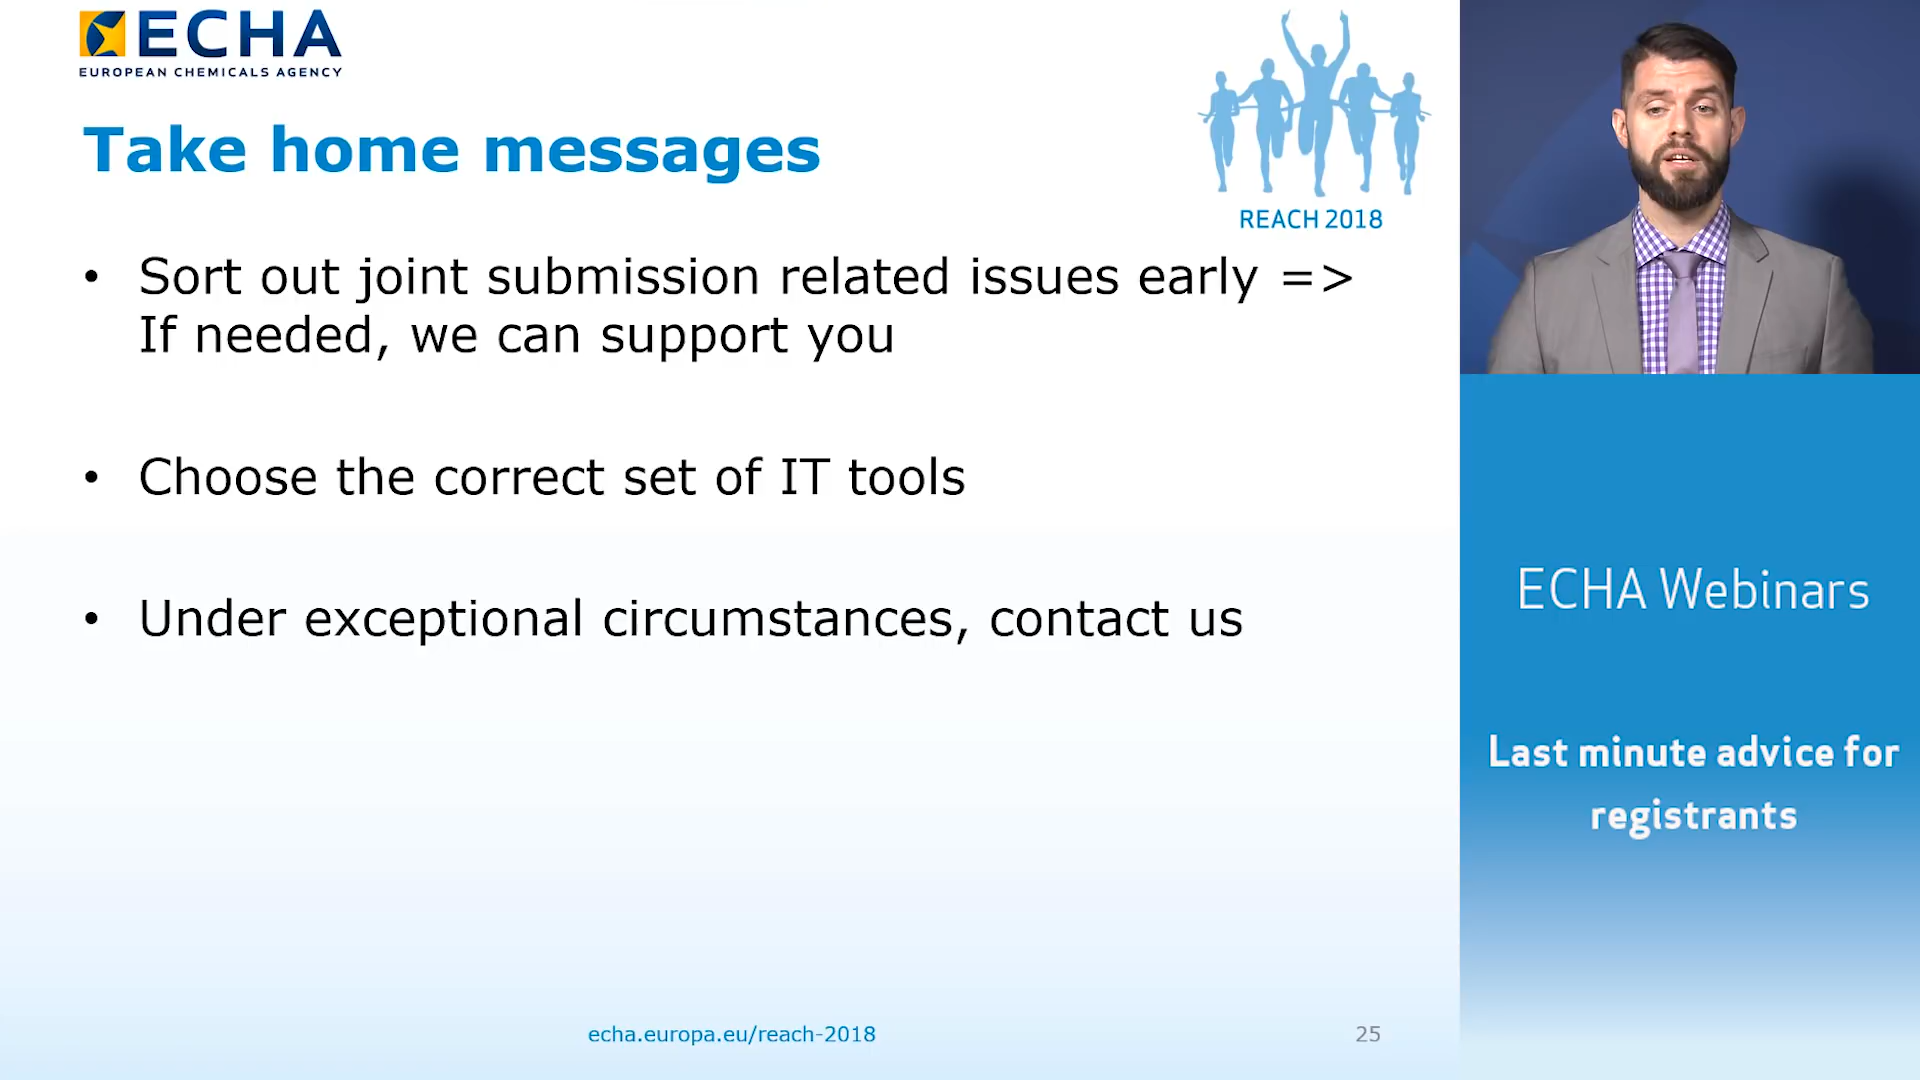 ECHA
EUROPEAN CHEMICALS AGENCY
Take home messages
REACH 2018
• Sort out joint submission related issues early =>
If needed, we can support you
• Choose the correct set of IT tools
• Under exceptional circumstances, contact us
echa.europa.eu/reach-2018
25
ECHA Webinars
Last minute advice for
registrants